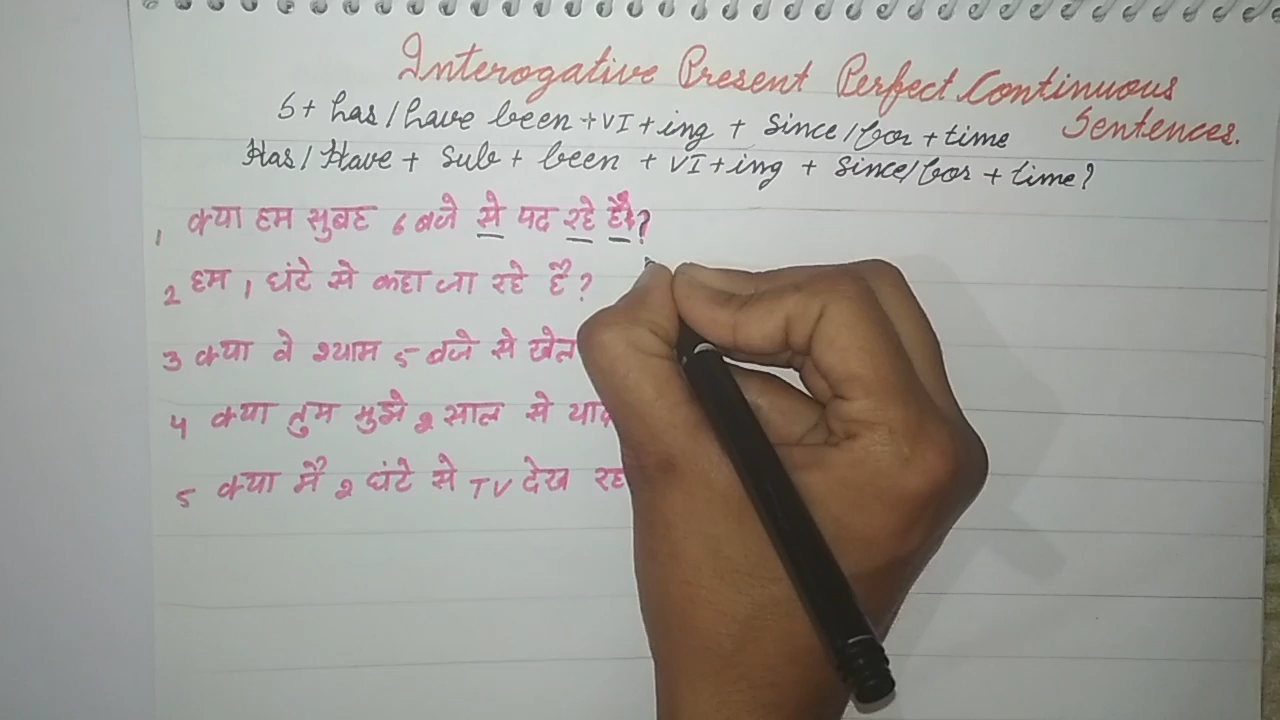 Interogative Present Perfect Continuous Sentences.
S + has / have been + VI + ing + since / for + time
Has / Have + Sub + been + VI + ing + since / for + time?
1 क्या हम सुबह 6 बजे से पढ रहे हैं?
2 हम 1 घंटे से कहा जा रहे है?
3 क्या वे श्याम 5 बजे से खेल
4 क्या तुम मुझे 2 साल से
5 क्या मै 2 घंटे से TV देख